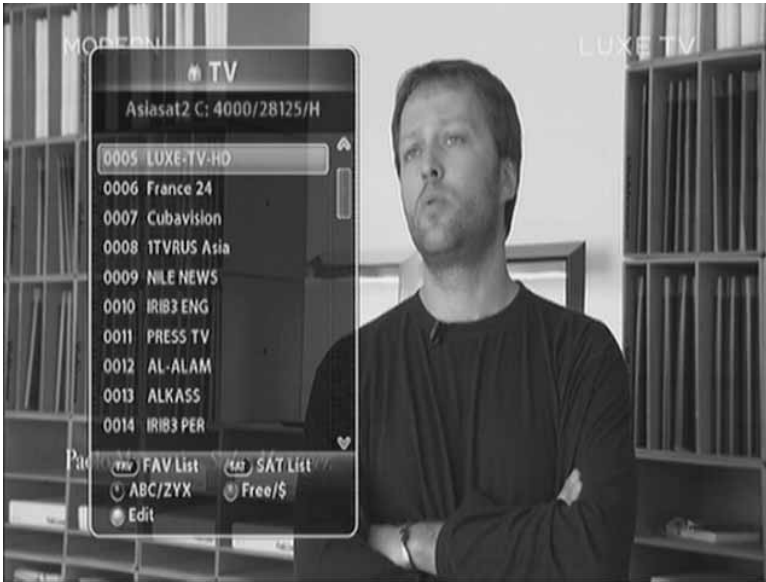 MODERN
LUXE TV
TV
Asiasat2 C: 4000/28125/H
0005 LUXE-TV-HD
0006 France 24
0007 Cubavision
0008 1TVRUS Asia
0009 NILE NEWS
0010 IRIB3 ENG
0011 PRESS TV
0012 AL-ALAM
0013 ALKASS
0014 IRIB3 PER
FAV FAV List SAT SAT List
ABC/ZYX Free/$
Edit